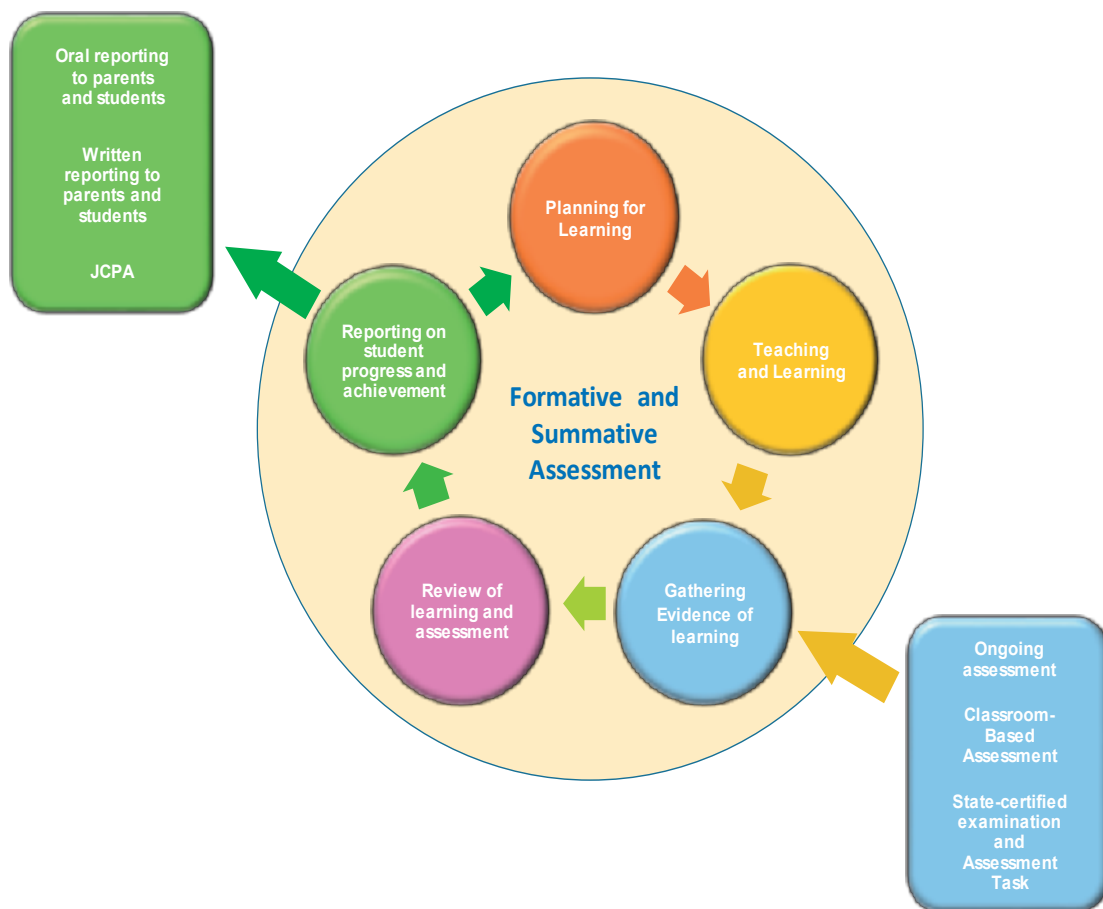 Oral reporting
to parents
and students
Written
reporting to
parents and
students
JCPA
Planning for
Learning
Teaching
and Learning
Reporting on
student
progress and
achievement
Formative and
Summative
Assessment
Review of
learning and
assessment
Gathering
Evidence of
learning
Ongoing
assessment
Classroom-
Based
Assessment
State-certified
examination
and
Assessment
Task